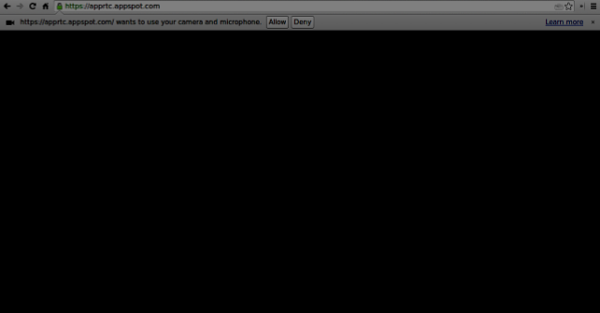 https://apprtc.appspot.com
https://apprtc.appspot.com/ wants to use your camera and microphone. Allow Deny Learn more ×